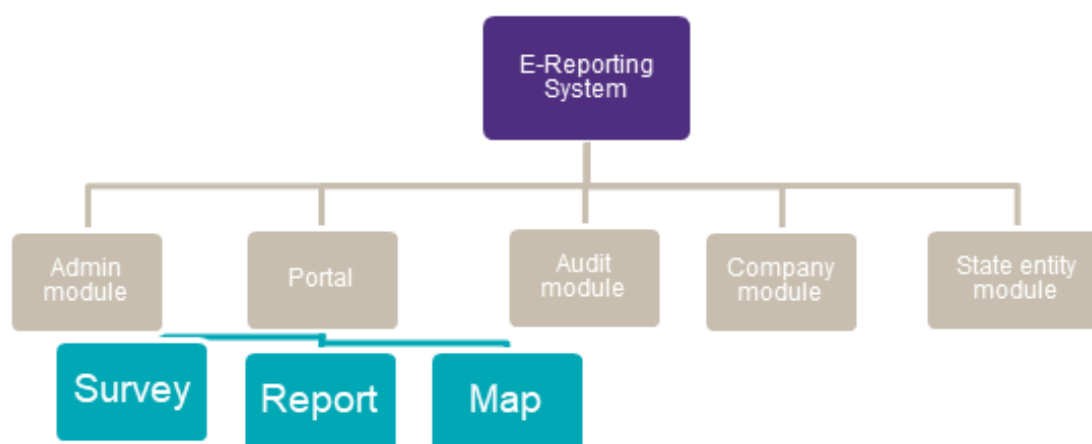 E-Reporting
System
Admin
module
Portal
Audit
module
Company
module
State entity
module
Survey
Report
Map